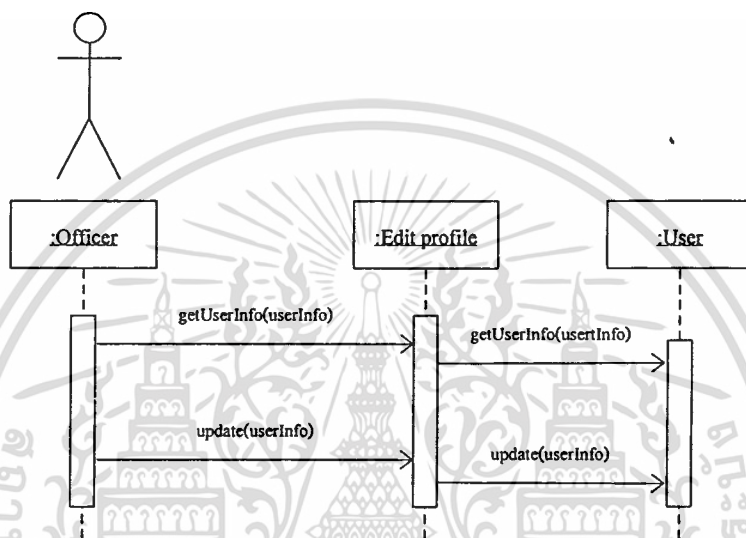 :Officer
:Edit profile
:User
getUserInfo(userInfo)
getUserInfo(usertInfo)
update(userInfo)
update(userInfo)